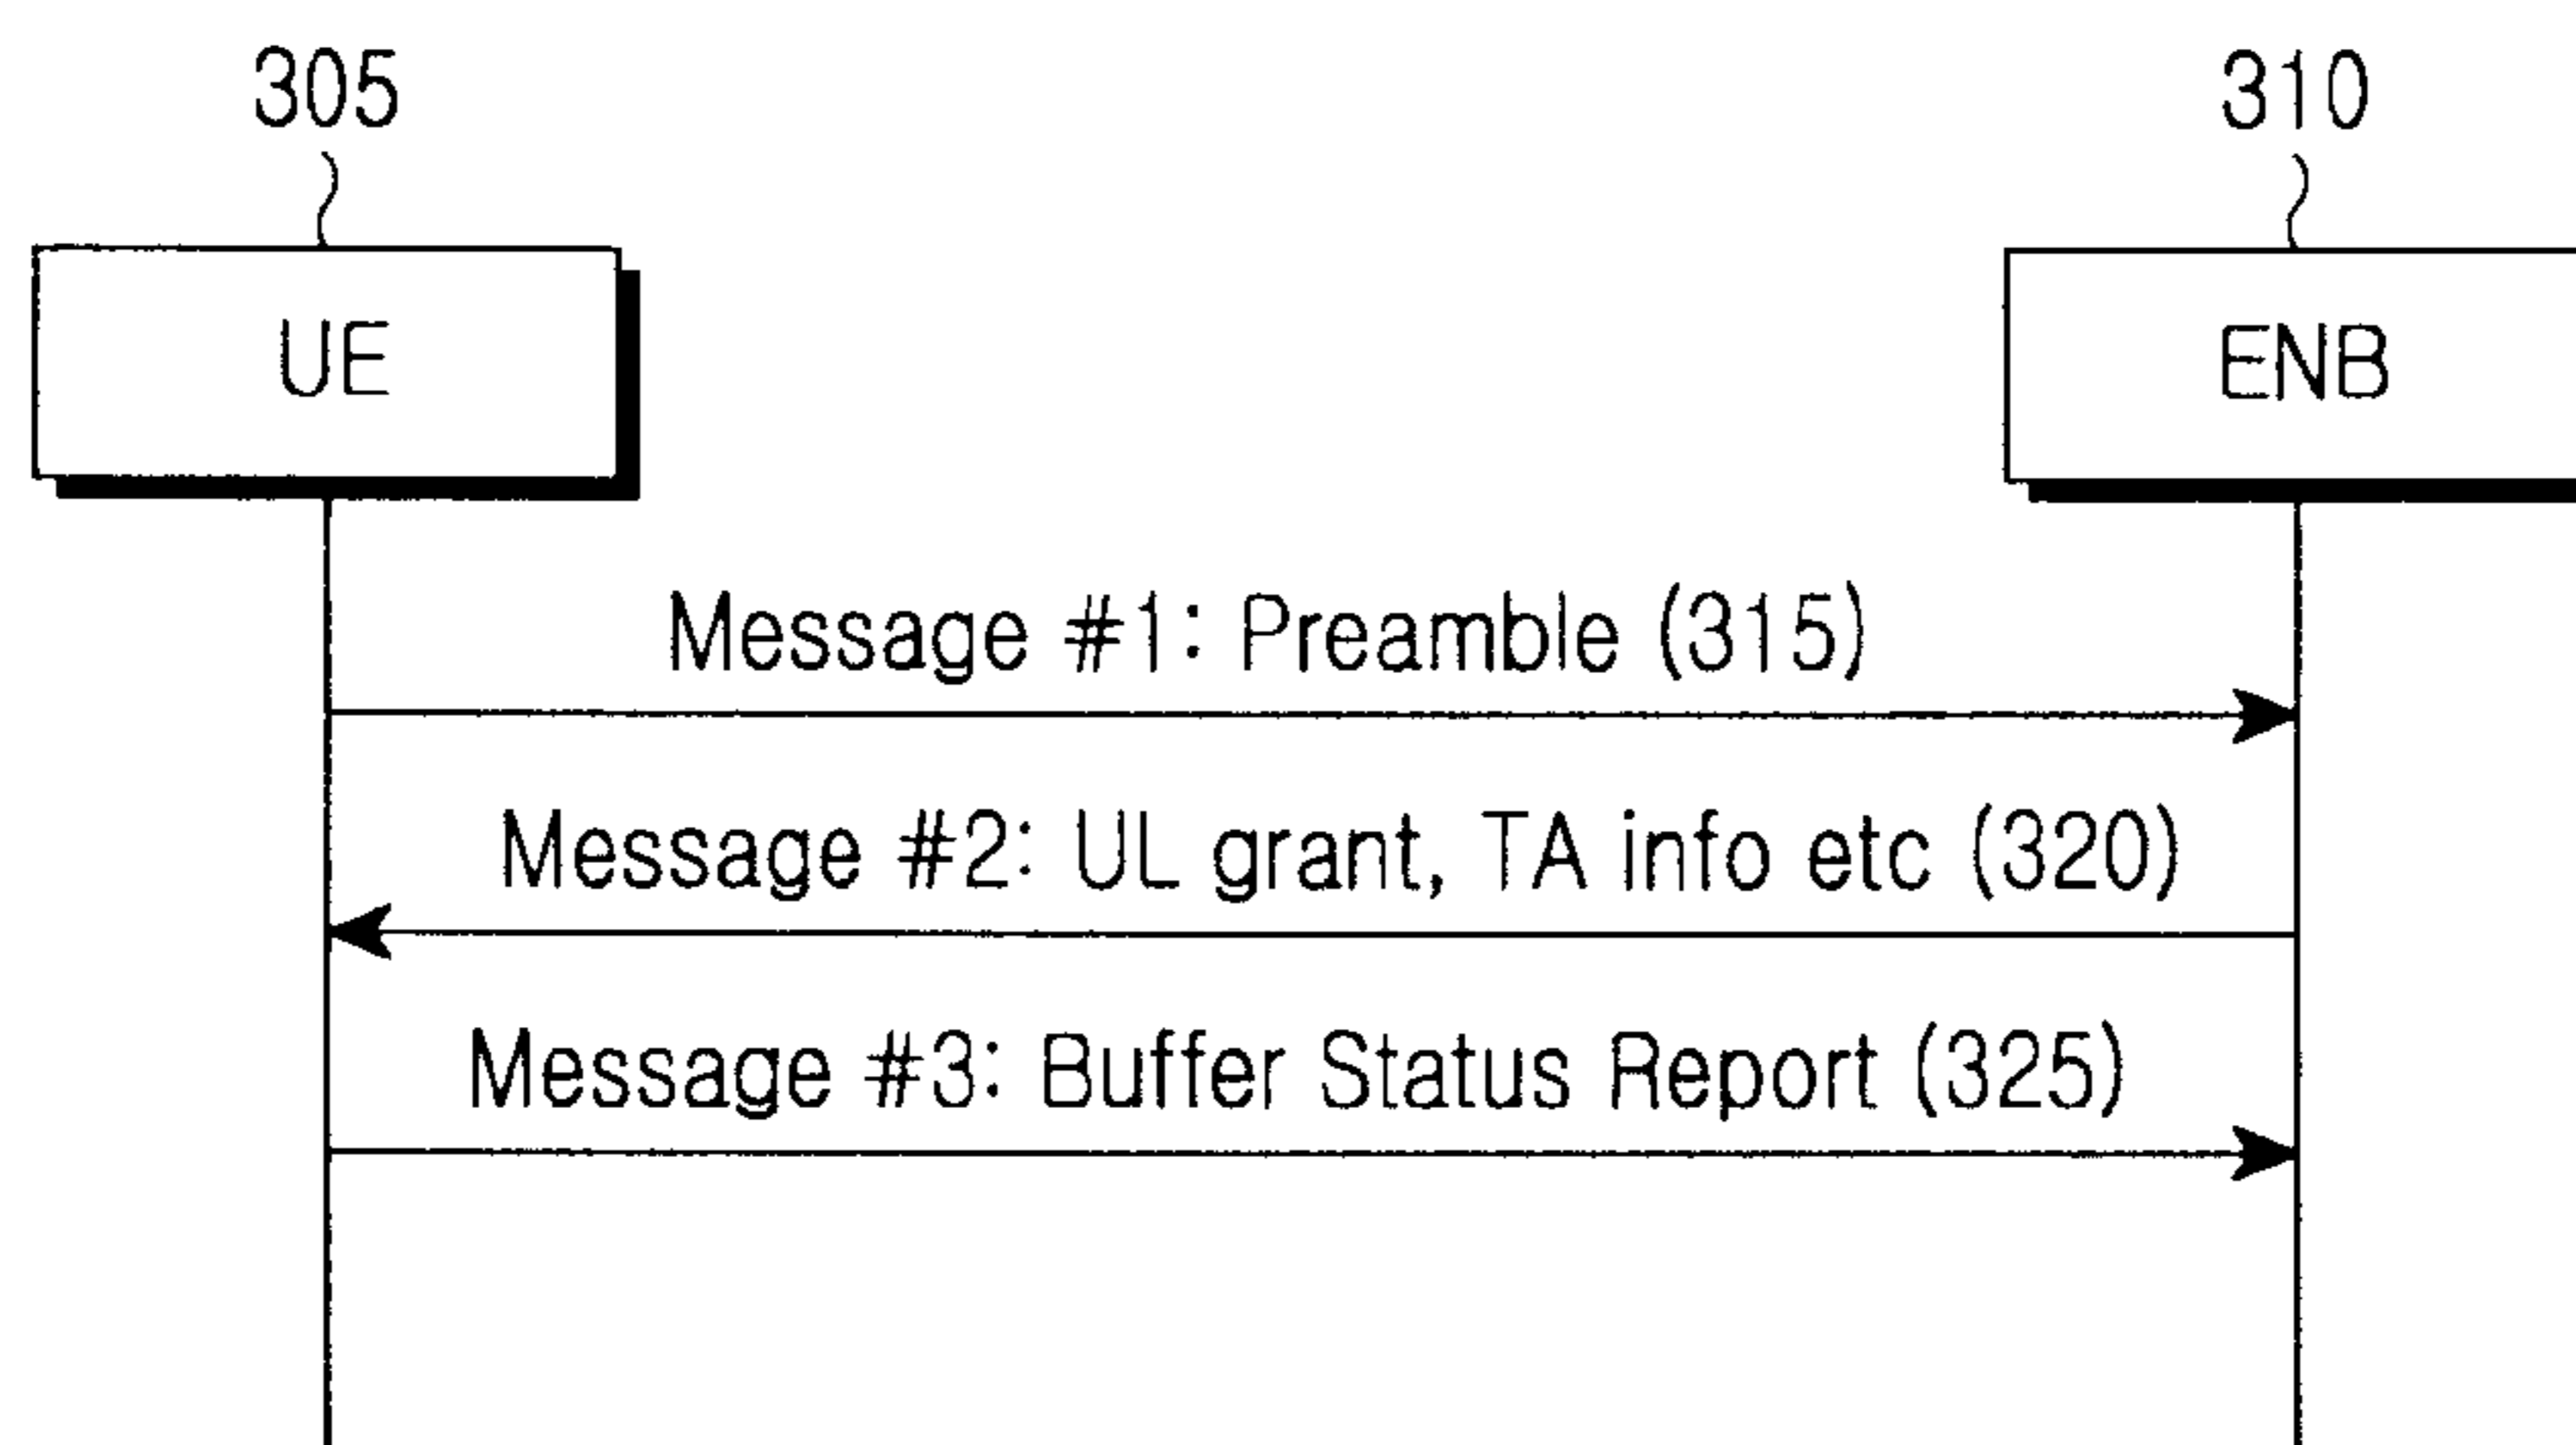 305
310
UE
ENB
Message #1: Preamble (315)
Message #2: UL grant, TA info etc (320)
Message #3: Buffer Status Report (325)